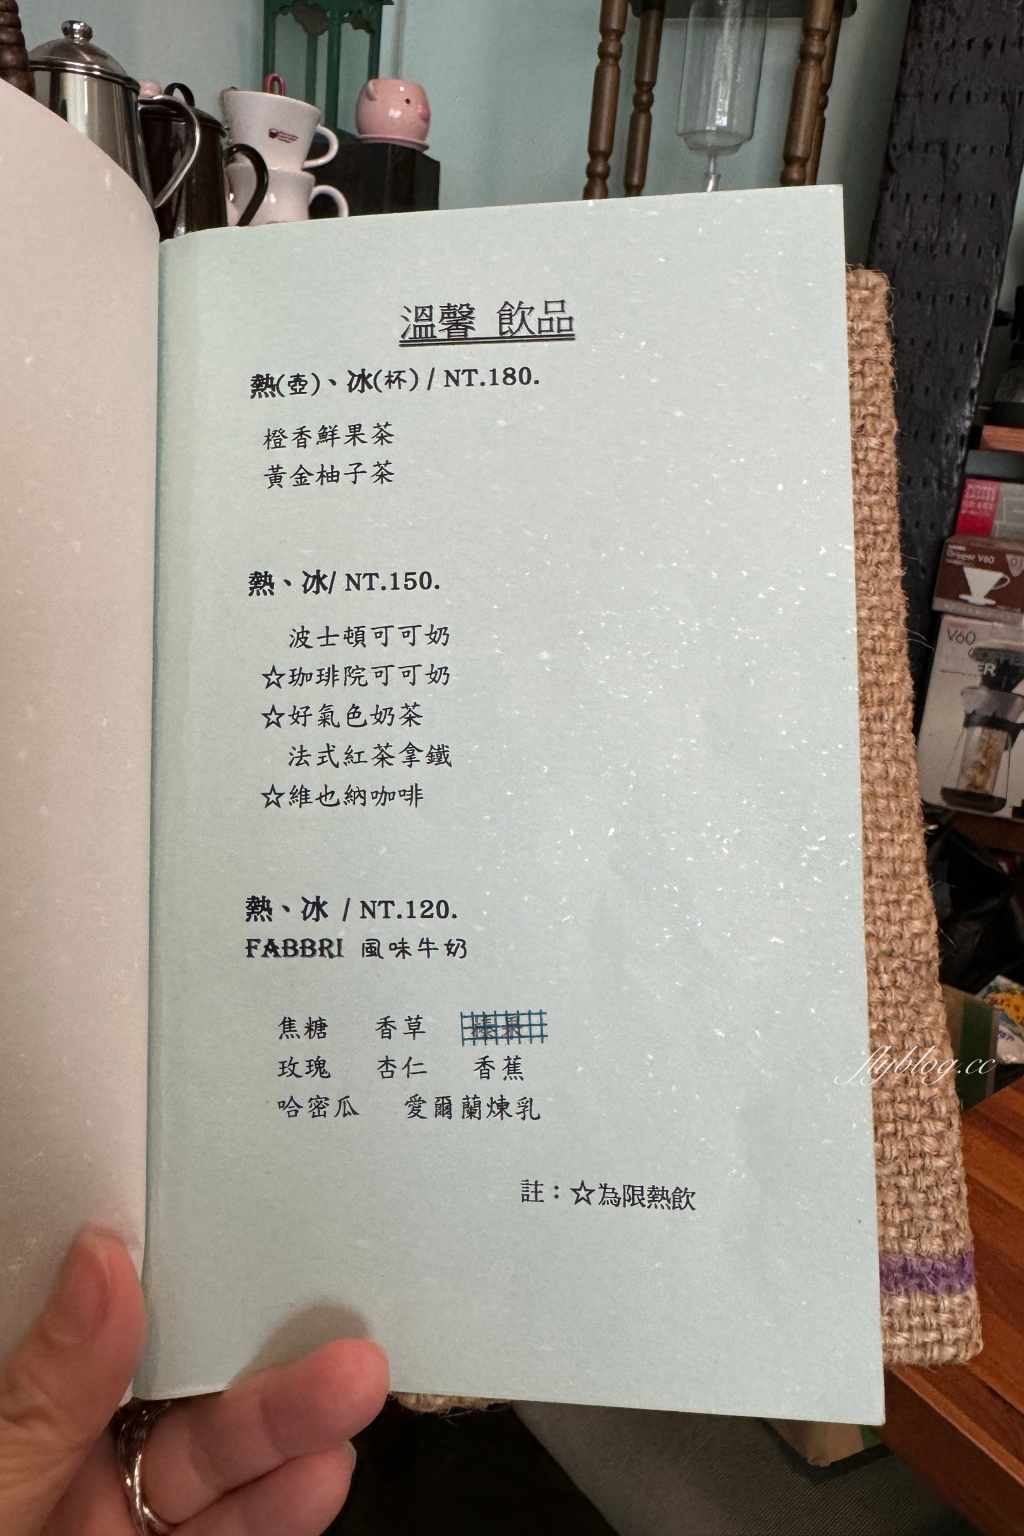 溫馨 飲品
熱(壺)、冰(杯) / NT.180.
橙香鮮果茶
黃金柚子茶
熱、冰/ NT.150.
波士頓可可奶
☆珈琲院可可奶
☆好氣色奶茶
法式紅茶拿鐵
☆維也納咖啡
熱、冰 / NT.120.
FABBRI 風味牛奶
焦糖 香草 榛果
玫瑰 杏仁 香蕉
哈密瓜 愛爾蘭煉乳
註：☆為限熱飲
V60
V60
flyblog.cc